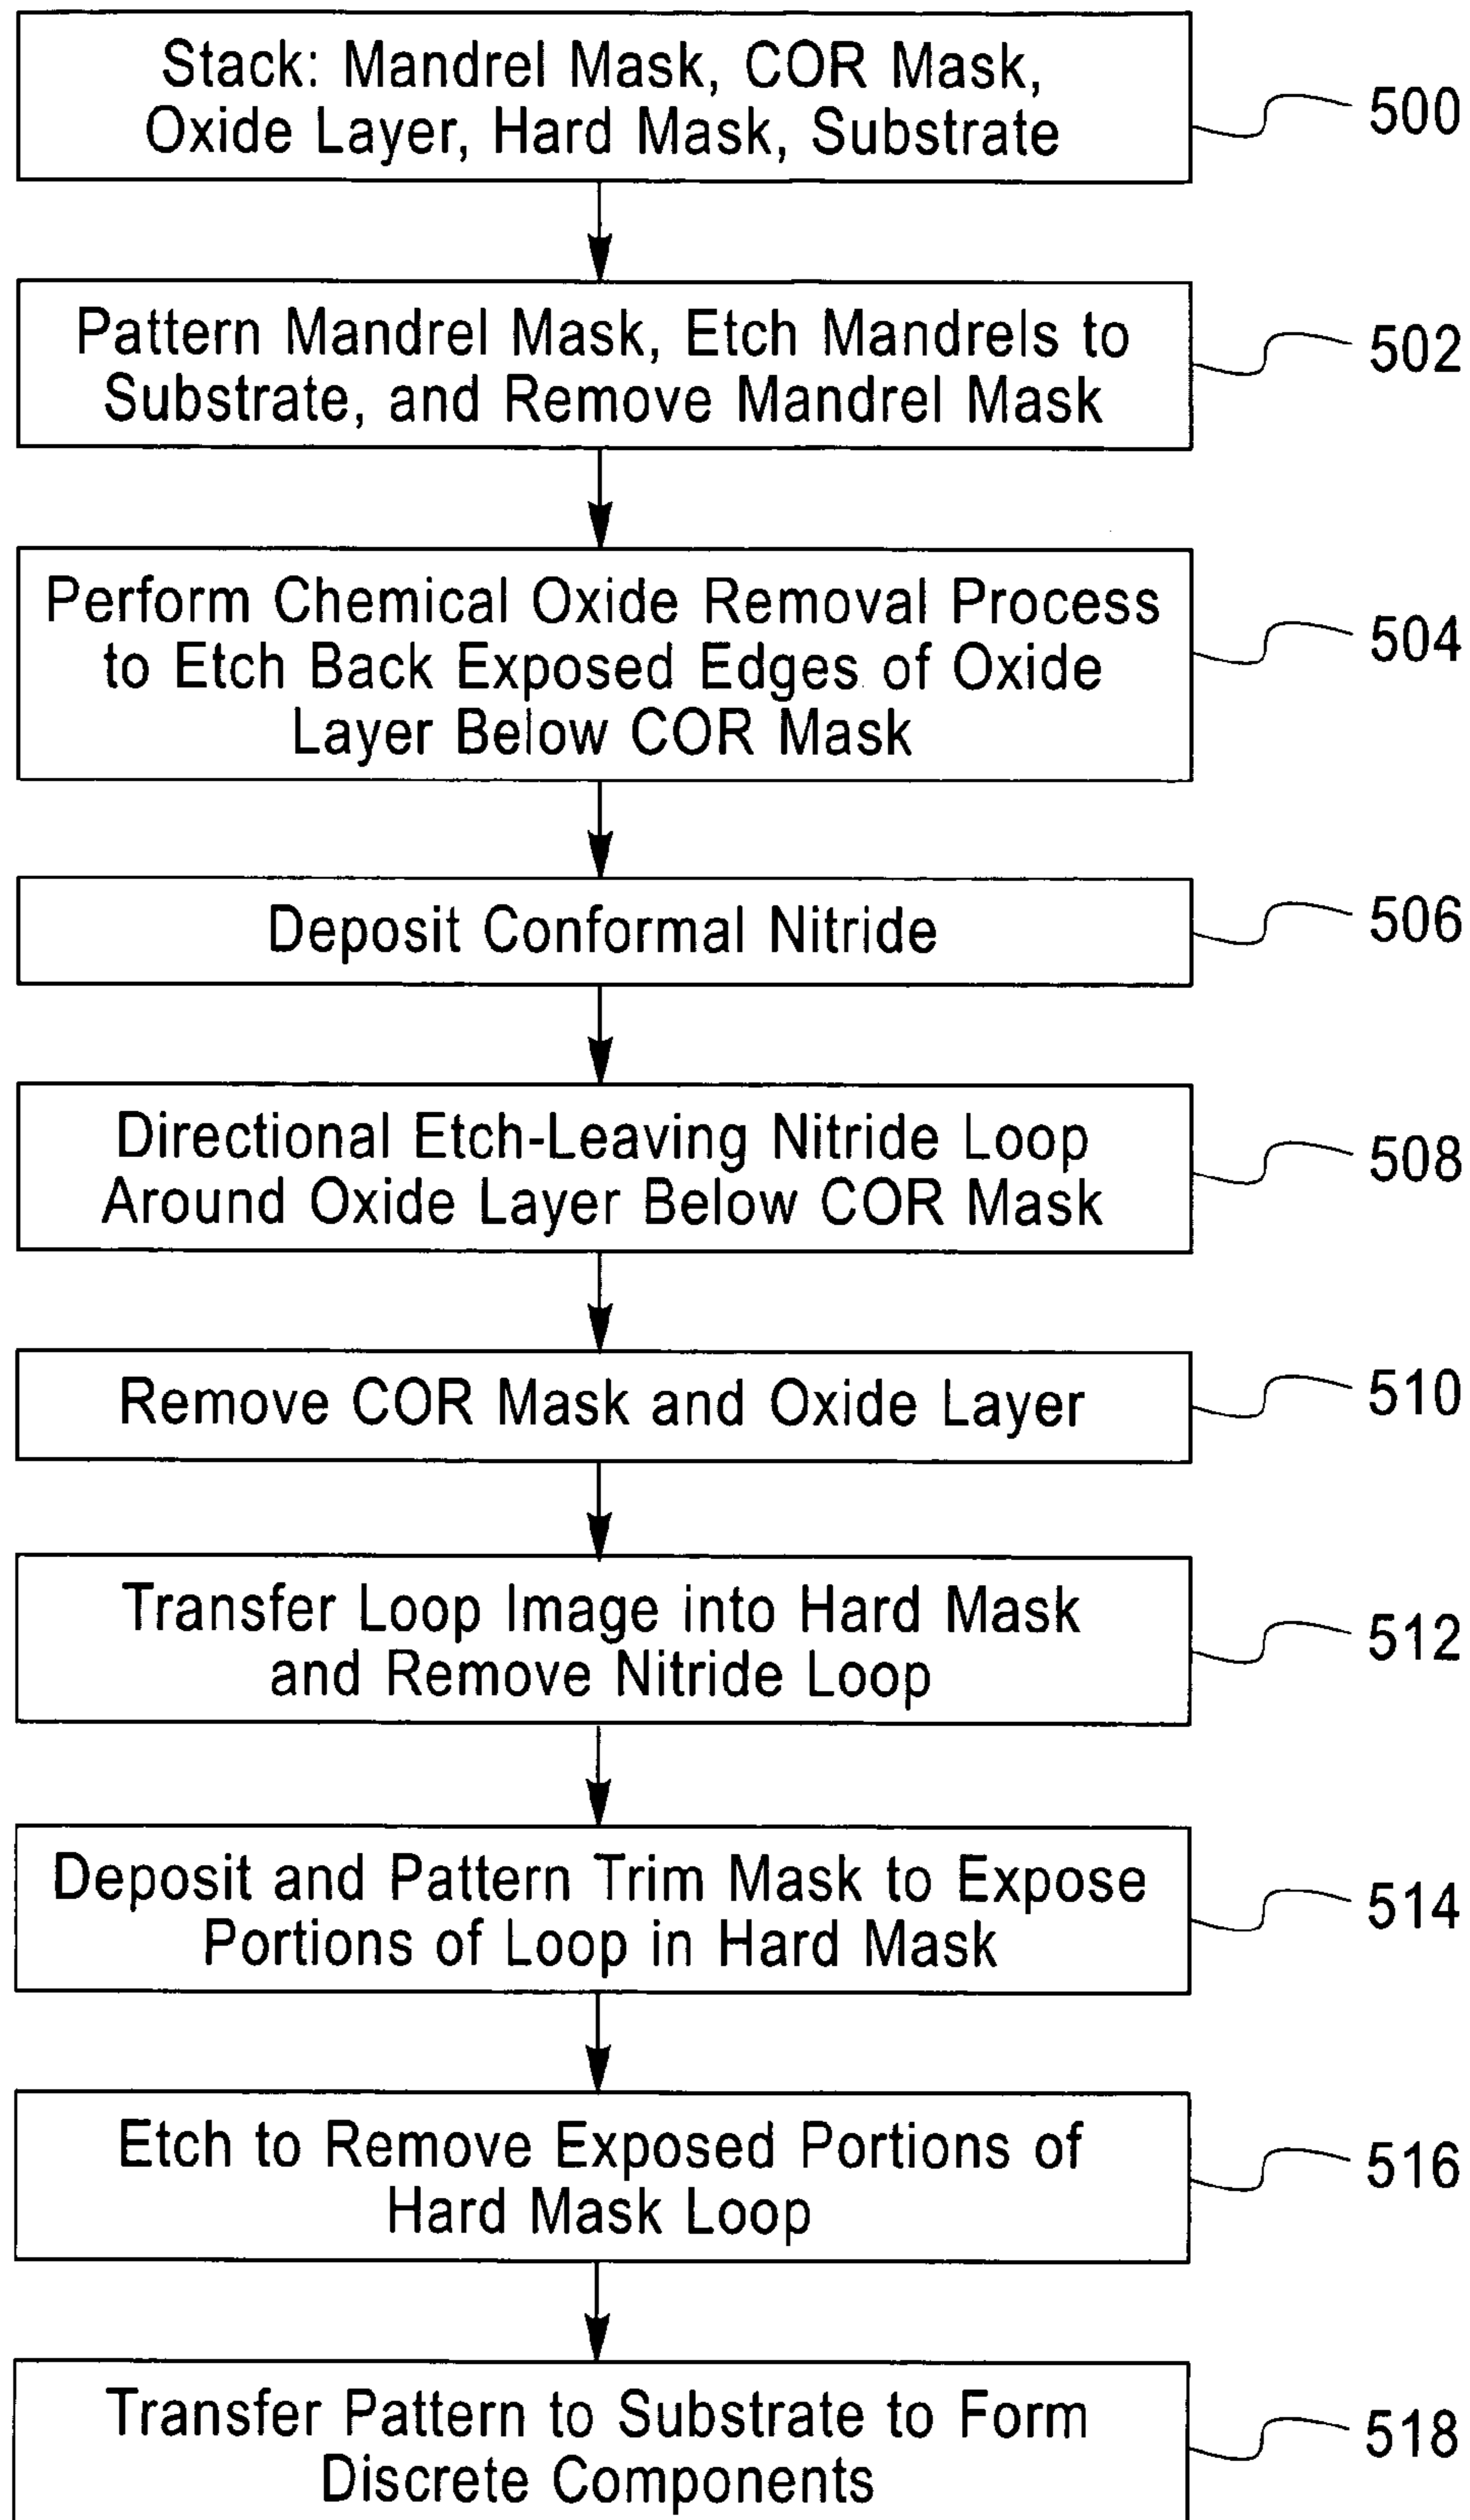 Stack: Mandrel Mask, COR Mask,
Oxide Layer, Hard Mask, Substrate
500
Pattern Mandrel Mask, Etch Mandrels to
Substrate, and Remove Mandrel Mask
502
Perform Chemical Oxide Removal Process
to Etch Back Exposed Edges of Oxide
Layer Below COR Mask
504
Deposit Conformal Nitride
506
Directional Etch-Leaving Nitride Loop
Around Oxide Layer Below COR Mask
508
Remove COR Mask and Oxide Layer
510
Transfer Loop Image into Hard Mask
and Remove Nitride Loop
512
Deposit and Pattern Trim Mask to Expose
Portions of Loop in Hard Mask
514
Etch to Remove Exposed Portions of
Hard Mask Loop
516
Transfer Pattern to Substrate to Form
Discrete Components
518